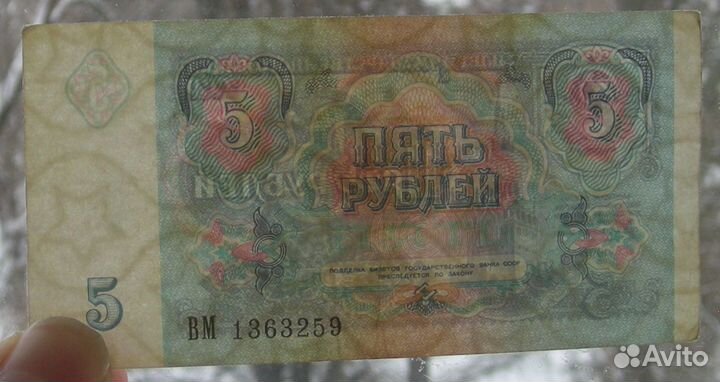 5
5
ПЯТЬ
РУБЛЕЙ
ПОДДЕЛКА БИЛЕТОВ ГОСУДАРСТВЕННОГО БАНКА СССР
ПРЕСЛЕДУЕТСЯ ПО ЗАКОНУ
5
ВМ 1363259
Avito